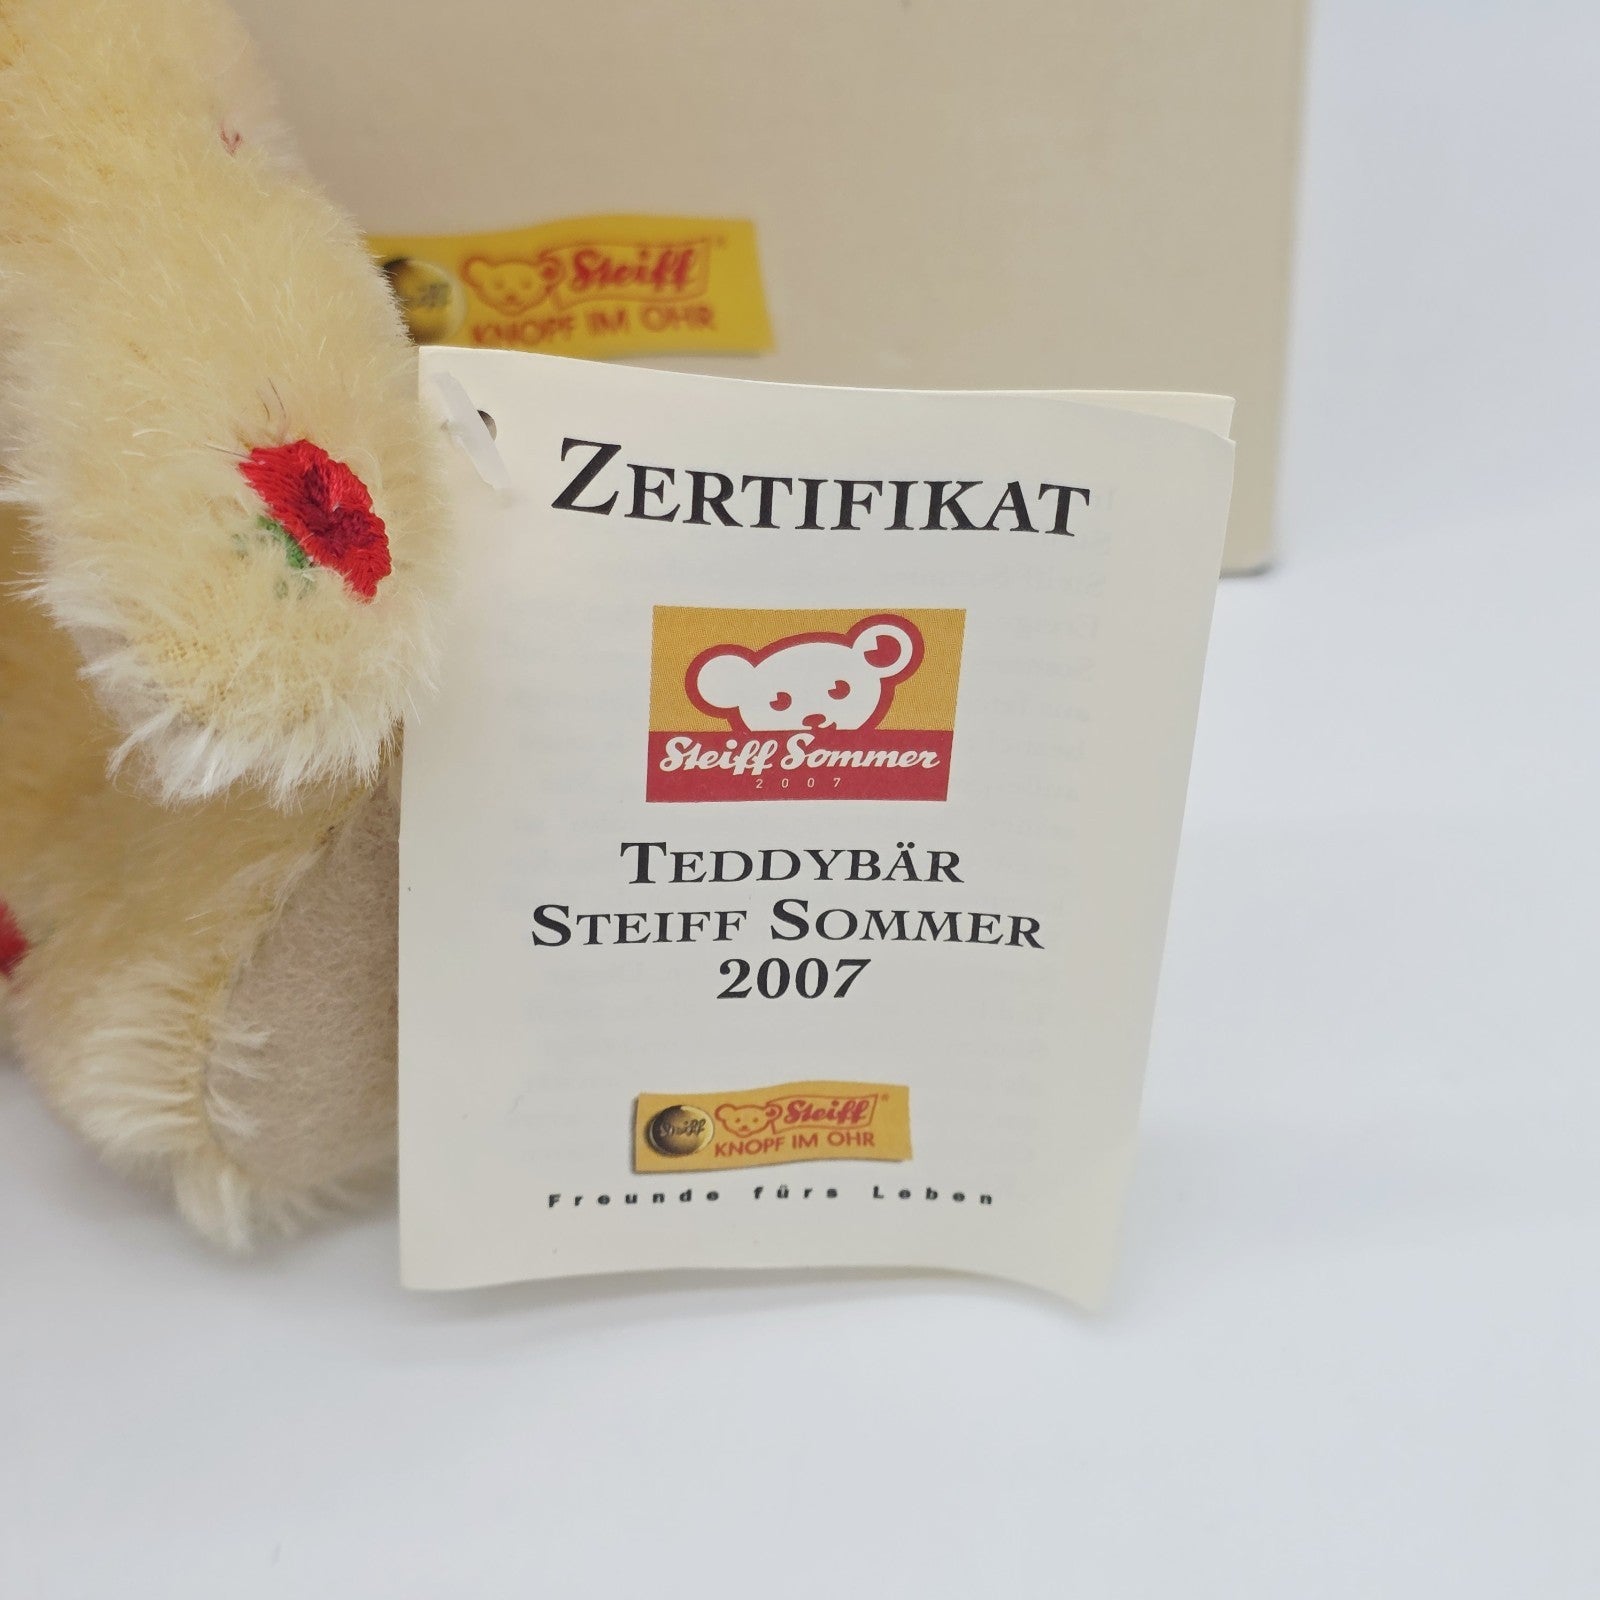 Steiff
KNOPF IM OHR
ZERTIFIKAT
Steiff Sommer
2007
TEDDYBÄR
STEIFF SOMMER
2007
Steiff
Steiff®
KNOPF IM OHR
Freunde fürs Leben